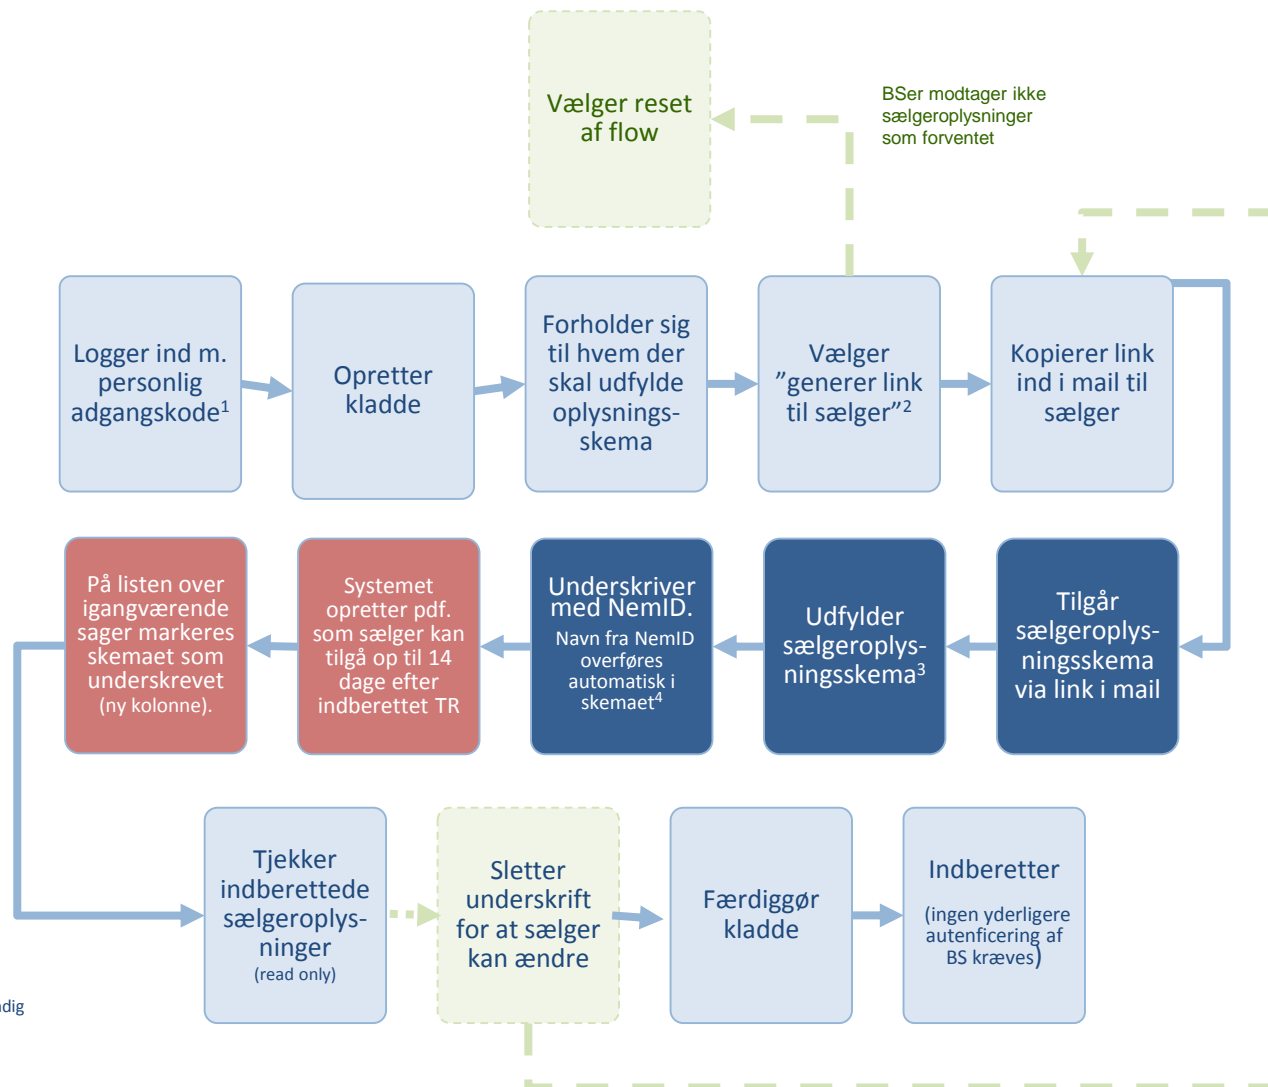 Vælger reset
af flow
BSer modtager ikke
sælgeroplysninger
som forventet
Logger ind m.
personlig
adgangskode1
Opretter
kladde
Forholder sig
til hvem der
skal udfylde
oplysnings-
skema
Vælger
”generer link
til sælger”2
Kopierer link
ind i mail til
sælger
På listen over
igangværende
sager markeres
skemaet som
underskrevet
(ny kolonne).
Systemet
opretter pdf.
som sælger kan
tilgå op til 14
dage efter
indberettet TR
Underskriver
med NemID.
Navn fra NemID
overføres
automatisk i
skemaet4
Udfylder
sælgeroplys-
ningsskema3
Tilgår
sælgeroplys-
ningsskema
via link i mail
Tjekker
indberettede
sælgeroplys-
ninger
(read only)
Sletter
underskrift
for at sælger
kan ændre
Færdiggør
kladde
Indberetter
(ingen yderligere
autenficering af
BS kræves)